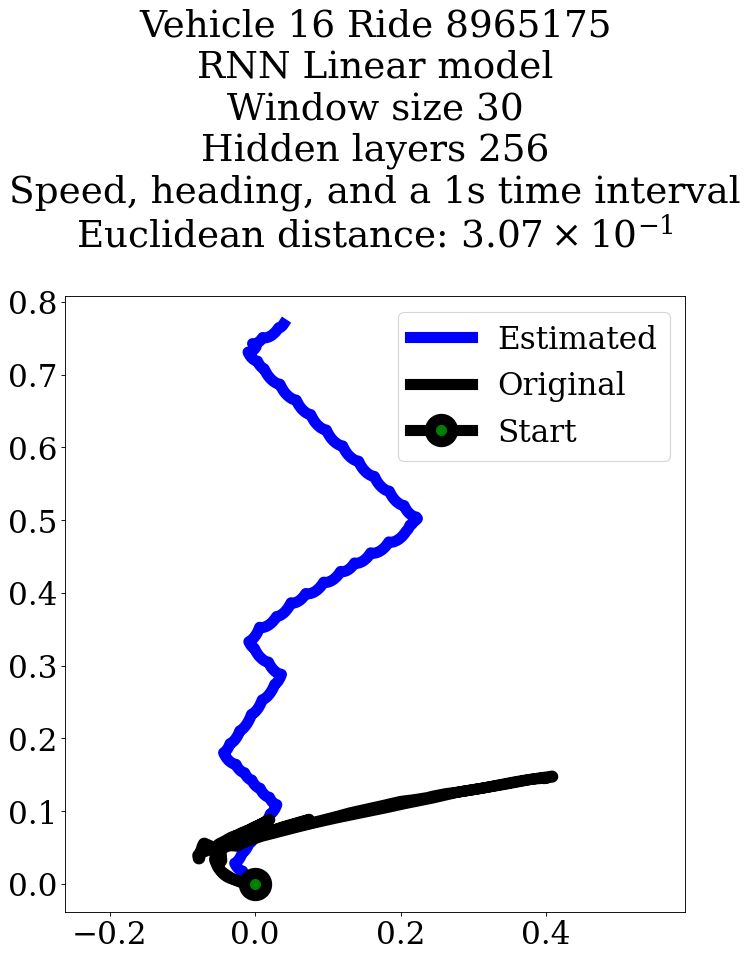 Vehicle 16 Ride 8965175
RNN Linear model
Window size 30
Hidden layers 256
Speed, heading, and a 1s time interval
Euclidean distance: 3.07 × 10⁻¹
0.8
0.7
0.6
0.5
0.4
0.3
0.2
0.1
0.0
Estimated
Original
Start
−0.2 0.0 0.2 0.4